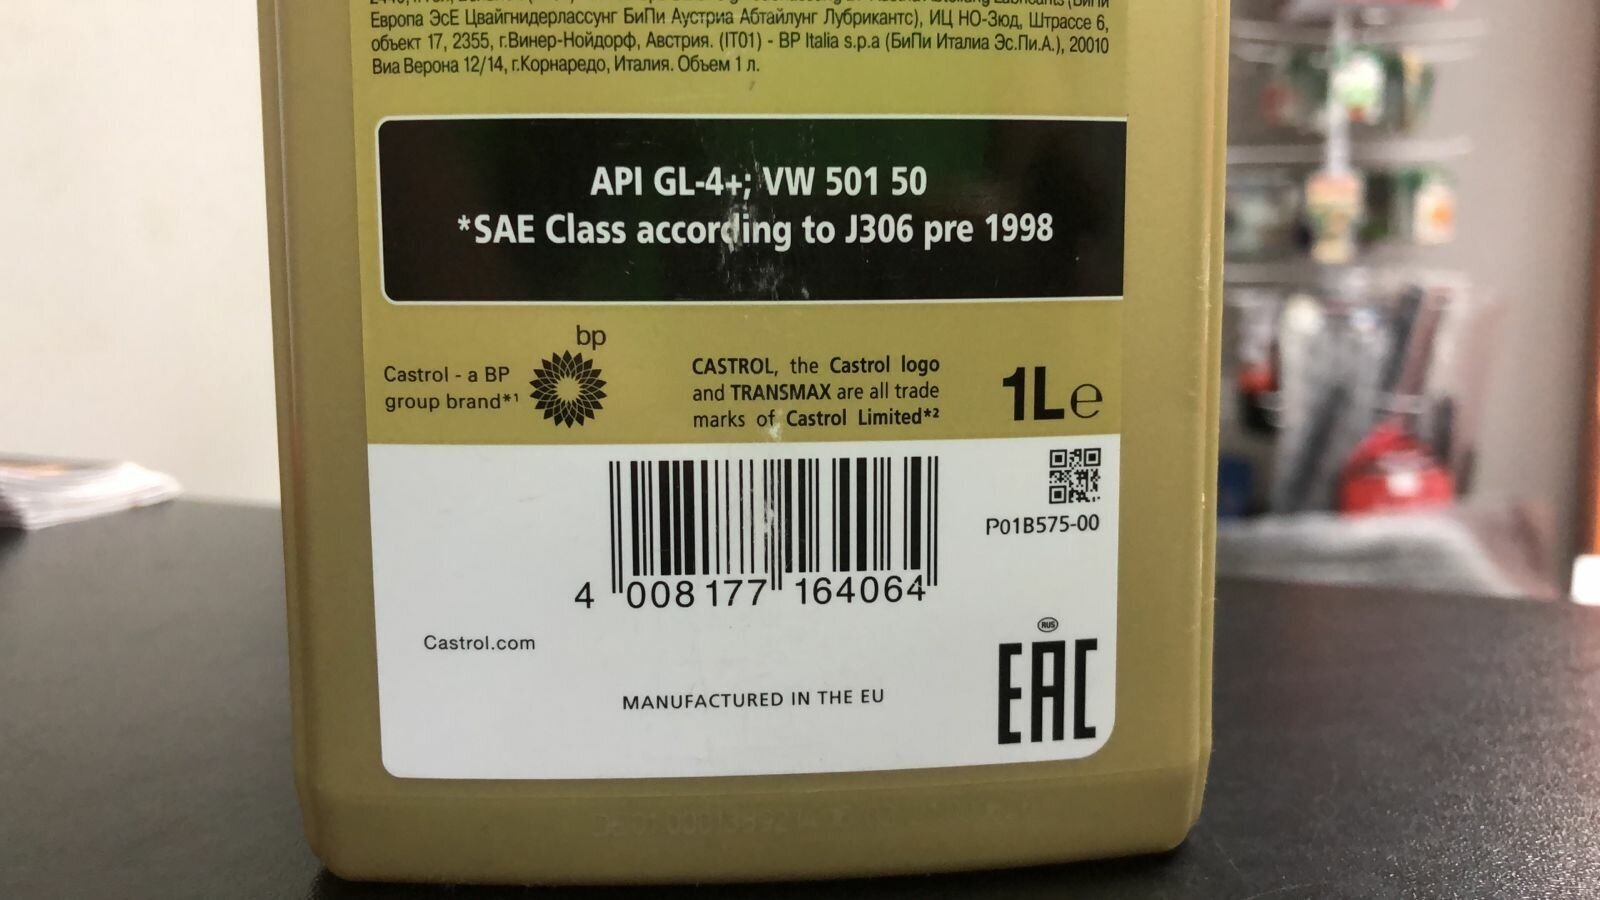 Европа ЭсЕ Цвайгнидерлассунг БиПи Аустриа Абтайлунг Лубрикантс), ИЦ НО-Зюд, Штрассе 6,
объект 17, 2355, г.Винер-Нойдорф, Австрия. (IT01) - BP Italia s.p.a (БиПи Италиа Эс.Пи.А.), 20010
Виа Верона 12/14, г.Корнаредо, Италия. Объем 1 л.
API GL-4+; VW 501 50
*SAE Class according to J306 pre 1998
bp
Castrol - a BP
group brand*¹
CASTROL, the Castrol logo
and TRANSMAX are all trade
marks of Castrol Limited*²
1L e
P01B575-00
4 008177 164064
Castrol.com
RUS
EAC
MANUFACTURED IN THE EU